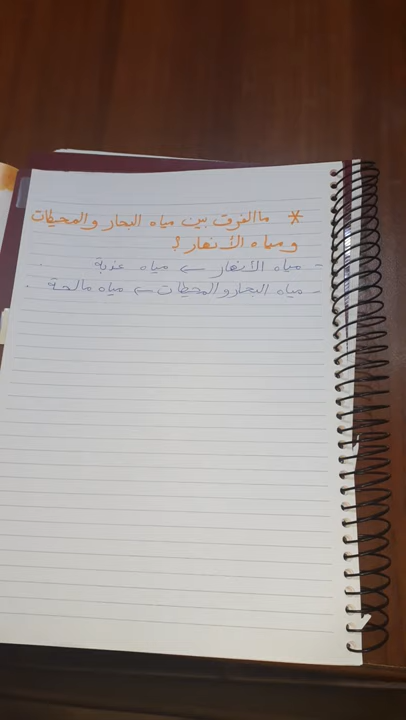 * ما الفرق بين مياه البحار والمحيطات
ومياه الأنهار؟
- مياه الأنهار ← مياه عذبة .
- مياه البحار والمحيطات ← مياه مالحة .